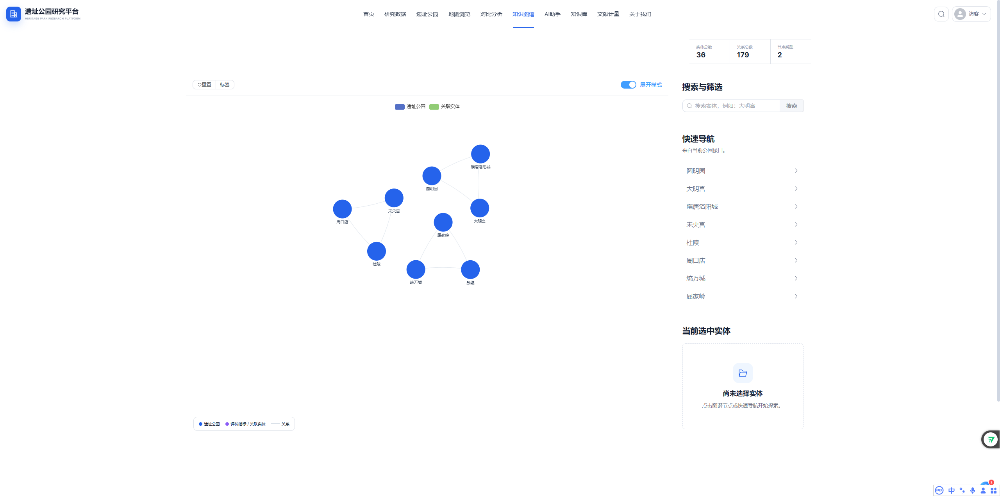 遗址公园研究平台
HERITAGE PARK RESEARCH PLATFORM
首页 研究数据 遗址公园 地图浏览 对比分析 知识图谱 AI助手 知识库 文献计量 关于我们
访客
实体总数 关系总数 节点类型
36 179 2
重置 标签
展开模式
遗址公园 关联实体
隋唐洛阳城
圆明园
未央宫
周口店
大明宫
屈家岭
杜陵
统万城
殷墟
遗址公园 评价指标 / 关联实体 关系
搜索与筛选
搜索实体，例如：大明宫 搜索
快速导航
来自当前公园接口。
圆明园
大明宫
隋唐洛阳城
未央宫
杜陵
周口店
统万城
屈家岭
当前选中实体
尚未选择实体
点击图谱节点或快速导航开始探索。
2
iFLY 中